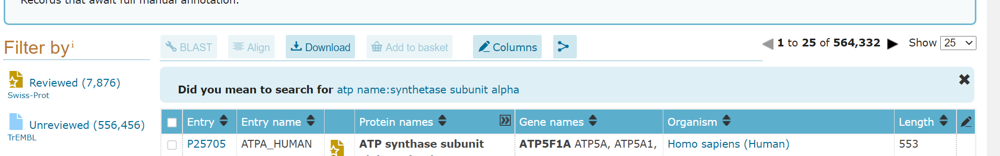 Records that await full manual annotation.
Filter by i
BLAST Align Download Add to basket Columns 1 to 25 of 564,332 Show 25
Reviewed (7,876)
Swiss-Prot
Did you mean to search for atp name:synthetase subunit alpha
Unreviewed (556,456)
TrEMBL
Entry Entry name Protein names Gene names Organism Length
P25705 ATPA_HUMAN ATP synthase subunit ATP5F1A ATP5A, ATP5A1, Homo sapiens (Human) 553